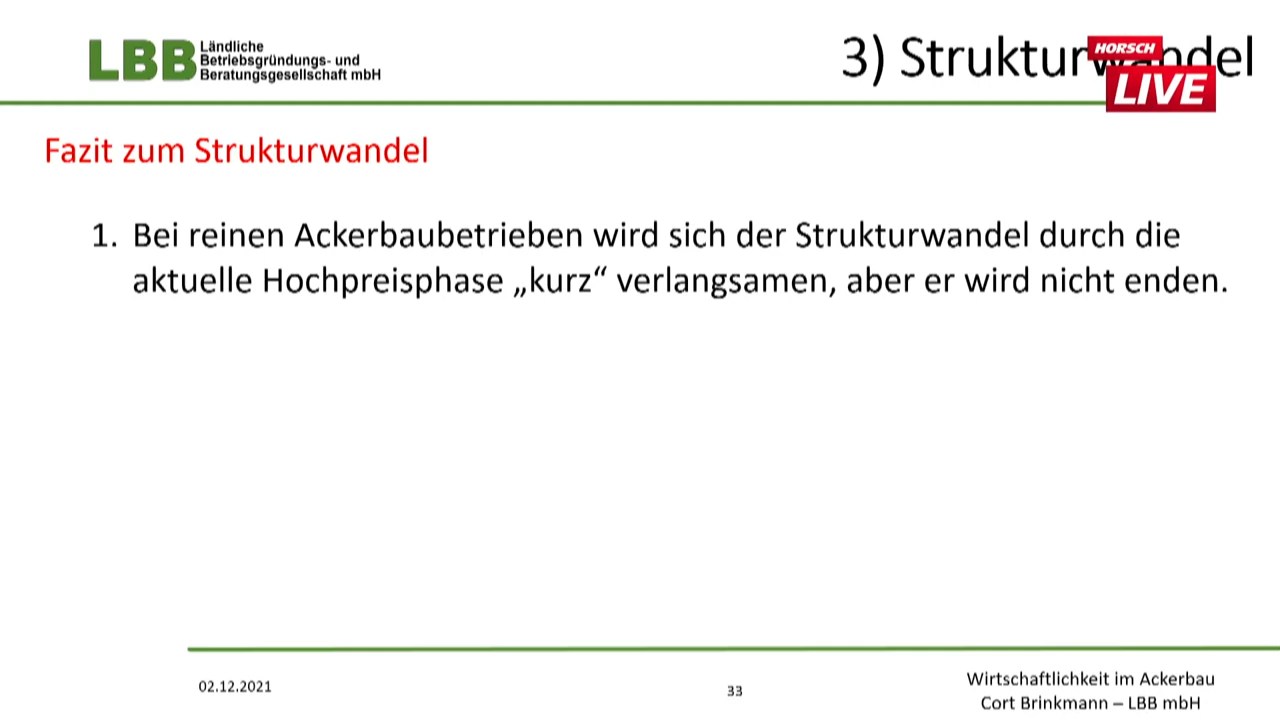 LBB
Ländliche
Betriebsgründungs- und
Beratungsgesellschaft mbH
3) Strukturwandel
HORSCH
LIVE
Fazit zum Strukturwandel
1. Bei reinen Ackerbaubetrieben wird sich der Strukturwandel durch die
aktuelle Hochpreisphase „kurz“ verlangsamen, aber er wird nicht enden.
02.12.2021
33
Wirtschaftlichkeit im Ackerbau
Cort Brinkmann – LBB mbH